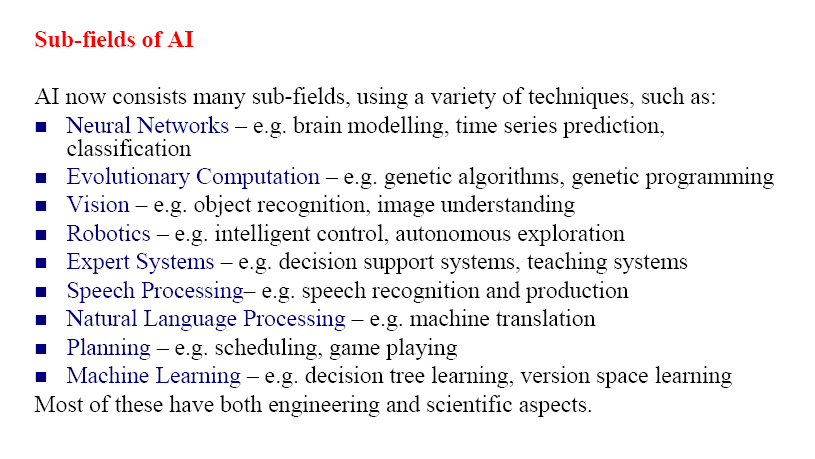 Sub-fields of AI
AI now consists many sub-fields, using a variety of techniques, such as:
■ Neural Networks – e.g. brain modelling, time series prediction,
classification
■ Evolutionary Computation – e.g. genetic algorithms, genetic programming
■ Vision – e.g. object recognition, image understanding
■ Robotics – e.g. intelligent control, autonomous exploration
■ Expert Systems – e.g. decision support systems, teaching systems
■ Speech Processing– e.g. speech recognition and production
■ Natural Language Processing – e.g. machine translation
■ Planning – e.g. scheduling, game playing
■ Machine Learning – e.g. decision tree learning, version space learning
Most of these have both engineering and scientific aspects.